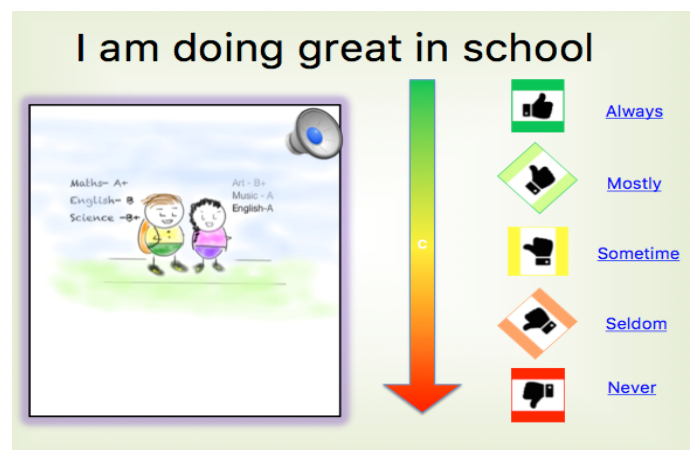 I am doing great in school
Maths- A+
English- B
Science -B+
Art - B+
Music - A
English-A
C
Always
Mostly
Sometime
Seldom
Never